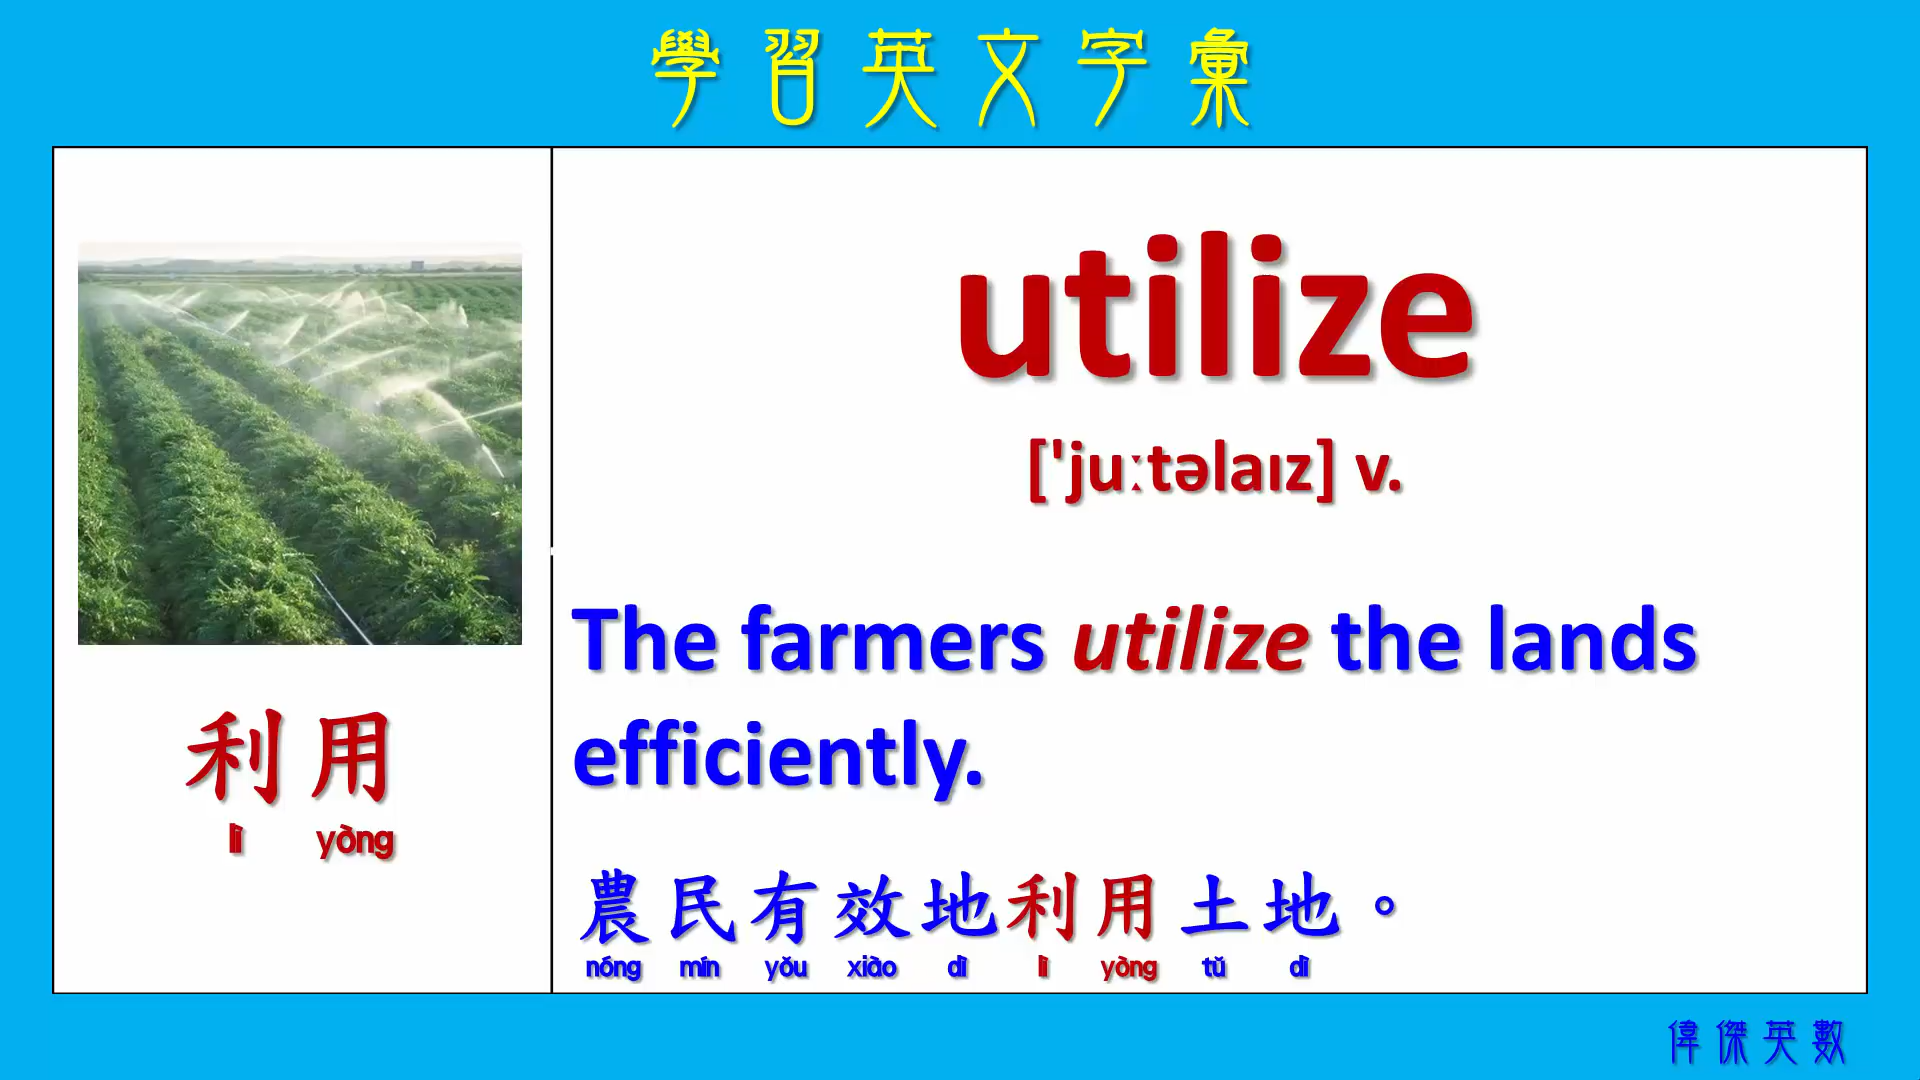 學習英文字彙
利用
lì yòng
utilize
['juːtəlaɪz] v.
The farmers utilize the lands
efficiently.
農民有效地利用土地。
nóng mín yǒu xiào dì lì yòng tǔ dì
偉傑英數